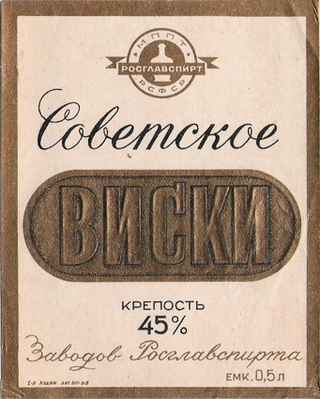 МППТ
РОСГЛАВСПИРТ
РСФСР
Советское
ВИСКИ
КРЕПОСТЬ
45%
Заводов Росглавспирта
ЕМК. 0,5 л